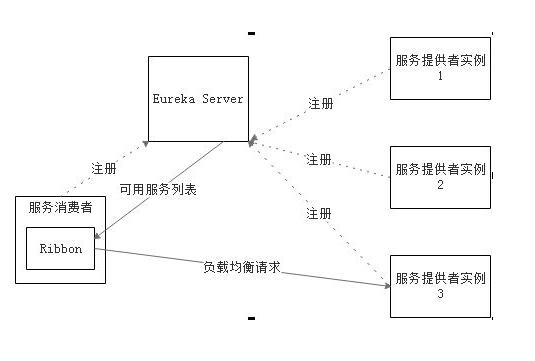 服务提供者实例
1
Eureka Server
注册
注册
注册
服务提供者实例
2
可用服务列表
服务消费者
注册
Ribbon
负载均衡请求
服务提供者实例
3